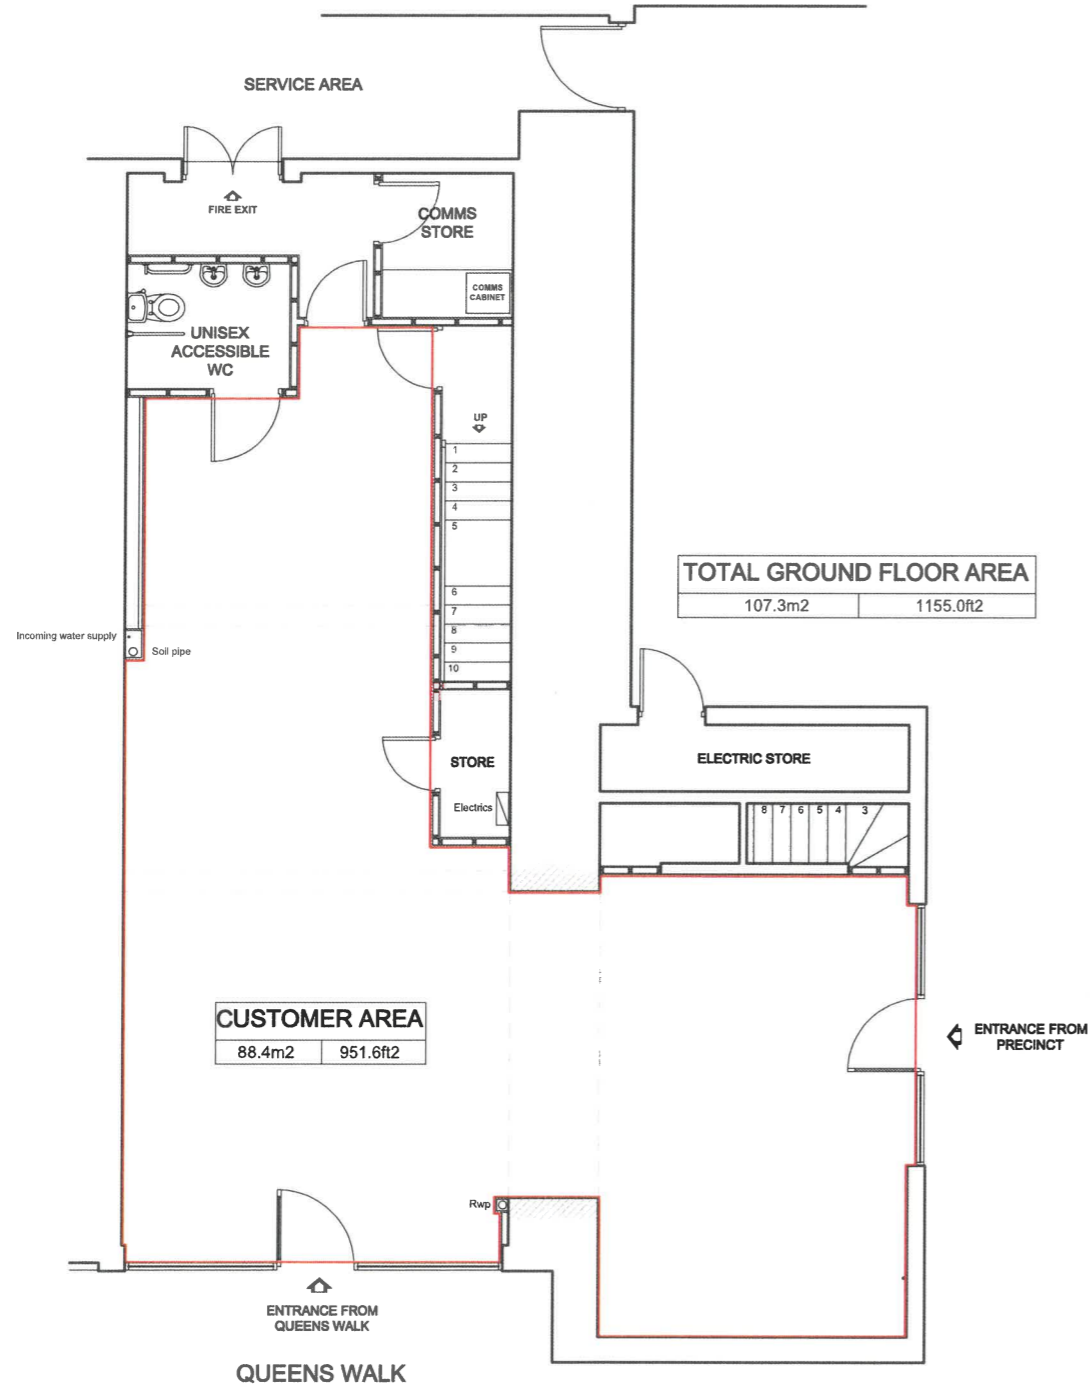 SERVICE AREA
FIRE EXIT
COMMS
STORE
COMMS
CABINET
UNISEX
ACCESSIBLE
WC
UP
1
2
3
4
5
6
7
8
9
10
TOTAL GROUND FLOOR AREA
107.3m2 1155.0ft2
Incoming water supply
Soil pipe
STORE
Electrics
ELECTRIC STORE
8 7 6 5 4 3
CUSTOMER AREA
88.4m2 951.6ft2
ENTRANCE FROM
PRECINCT
Rwp
ENTRANCE FROM
QUEENS WALK
QUEENS WALK